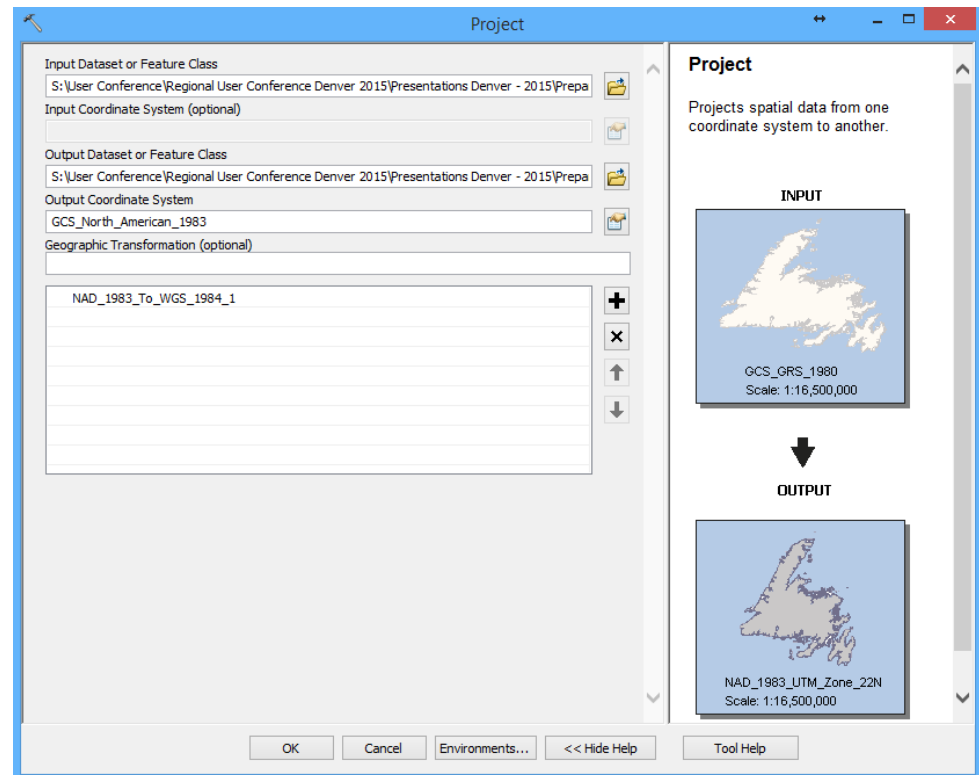 Project
Input Dataset or Feature Class
S:\User Conference\Regional User Conference Denver 2015\Presentations Denver - 2015\Prepa
Input Coordinate System (optional)
Output Dataset or Feature Class
S:\User Conference\Regional User Conference Denver 2015\Presentations Denver - 2015\Prepa
Output Coordinate System
GCS_North_American_1983
Geographic Transformation (optional)
NAD_1983_To_WGS_1984_1
Project
Projects spatial data from one
coordinate system to another.
INPUT
GCS_GRS_1980
Scale: 1:16,500,000
OUTPUT
NAD_1983_UTM_Zone_22N
Scale: 1:16,500,000
OK Cancel Environments... << Hide Help Tool Help